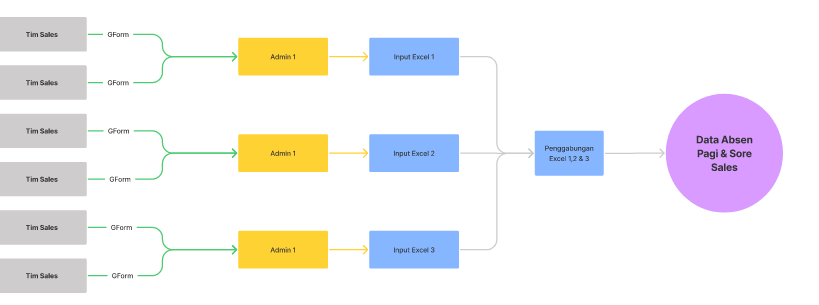 Tim Sales
GForm
Tim Sales
GForm
Admin 1
Input Excel 1
Tim Sales
GForm
Tim Sales
GForm
Admin 1
Input Excel 2
Tim Sales
GForm
Tim Sales
GForm
Admin 1
Input Excel 3
Penggabungan
Excel 1,2 & 3
Data Absen
Pagi & Sore
Sales